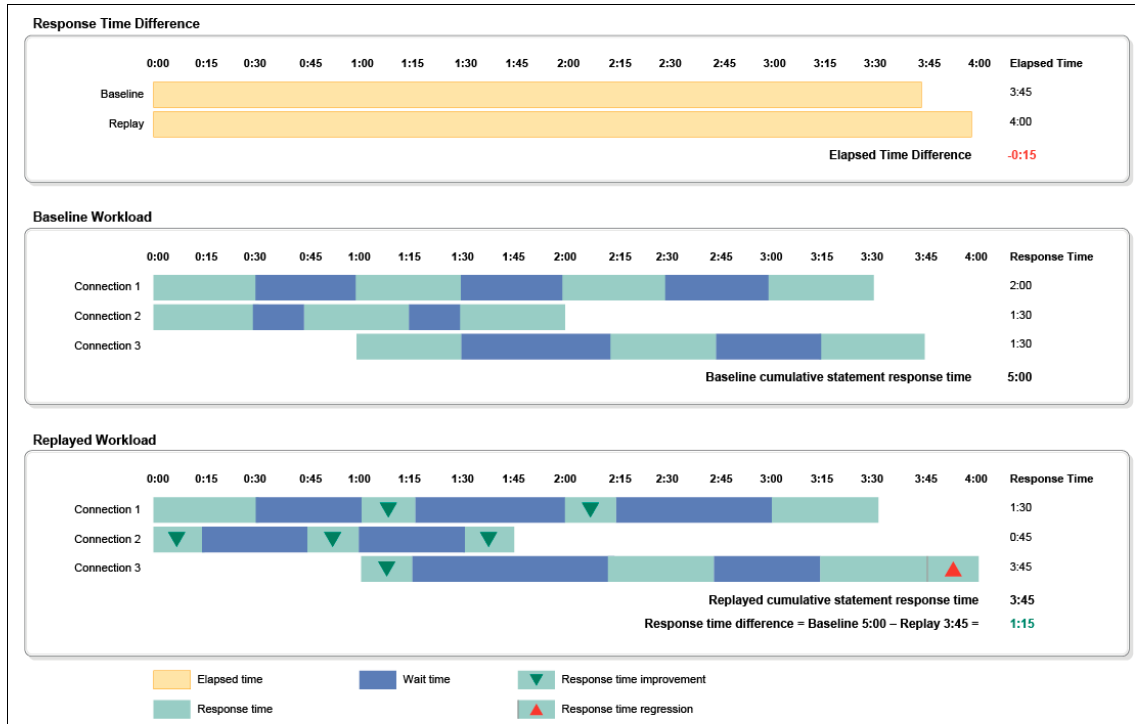 Response Time Difference
0:00 0:15 0:30 0:45 1:00 1:15 1:30 1:45 2:00 2:15 2:30 2:45 3:00 3:15 3:30 3:45 4:00 Elapsed Time
Baseline 3:45
Replay 4:00
Elapsed Time Difference -0:15
Baseline Workload
0:00 0:15 0:30 0:45 1:00 1:15 1:30 1:45 2:00 2:15 2:30 2:45 3:00 3:15 3:30 3:45 4:00 Response Time
Connection 1 2:00
Connection 2 1:30
Connection 3 1:30
Baseline cumulative statement response time 5:00
Replayed Workload
0:00 0:15 0:30 0:45 1:00 1:15 1:30 1:45 2:00 2:15 2:30 2:45 3:00 3:15 3:30 3:45 4:00 Response Time
Connection 1 1:30
Connection 2 0:45
Connection 3 3:45
Replayed cumulative statement response time 3:45
Response time difference = Baseline 5:00 – Replay 3:45 = 1:15
Elapsed time Wait time Response time improvement
Response time Response time regression